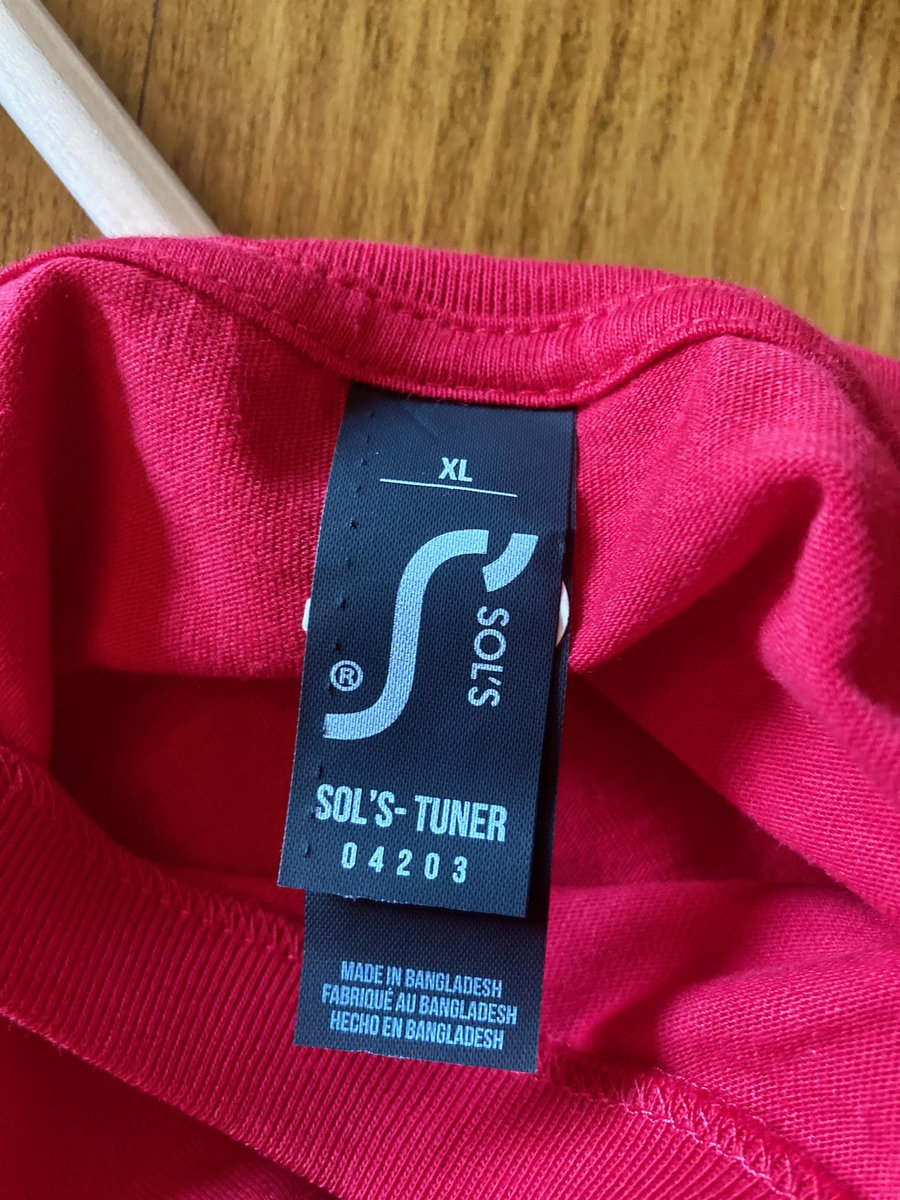 XL
SOL'S
®
SOL'S- TUNER
04203
MADE IN BANGLADESH
FABRIQUÉ AU BANGLADESH
HECHO EN BANGLADESH